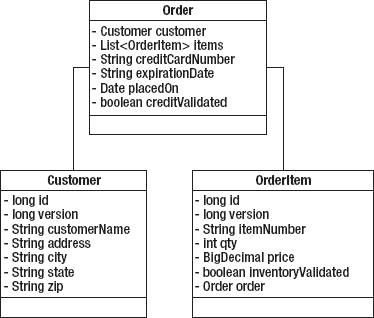 Order
- Customer customer
- List<OrderItem> items
- String creditCardNumber
- String expirationDate
- Date placedOn
- boolean creditValidated
Customer
- long id
- long version
- String customerName
- String address
- String city
- String state
- String zip
OrderItem
- long id
- long version
- String itemNumber
- int qty
- BigDecimal price
- boolean inventoryValidated
- Order order